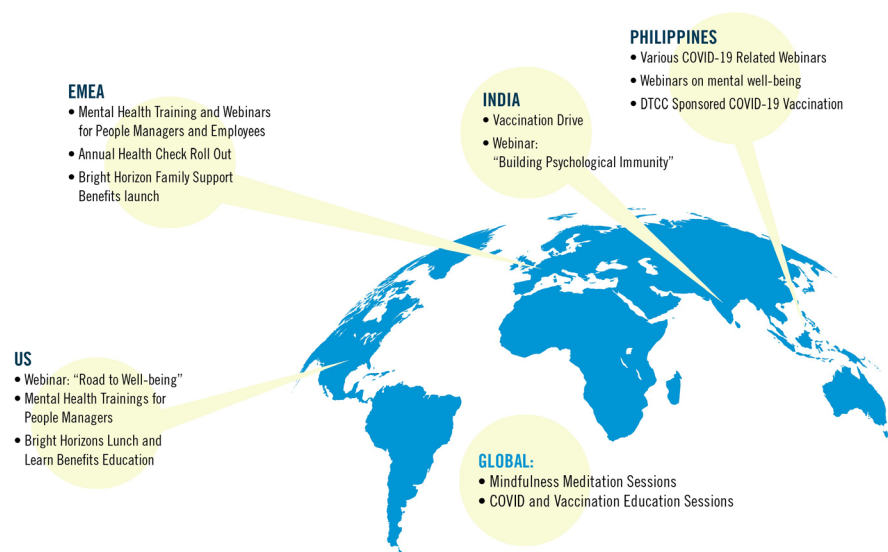 PHILIPPINES
• Various COVID-19 Related Webinars
• Webinars on mental well-being
• DTCC Sponsored COVID-19 Vaccination
EMEA
• Mental Health Training and Webinars
for People Managers and Employees
• Annual Health Check Roll Out
• Bright Horizon Family Support
Benefits launch
INDIA
• Vaccination Drive
• Webinar:
“Building Psychological Immunity”
US
• Webinar: “Road to Well-being”
• Mental Health Trainings for
People Managers
• Bright Horizons Lunch and
Learn Benefits Education
GLOBAL:
• Mindfulness Meditation Sessions
• COVID and Vaccination Education Sessions